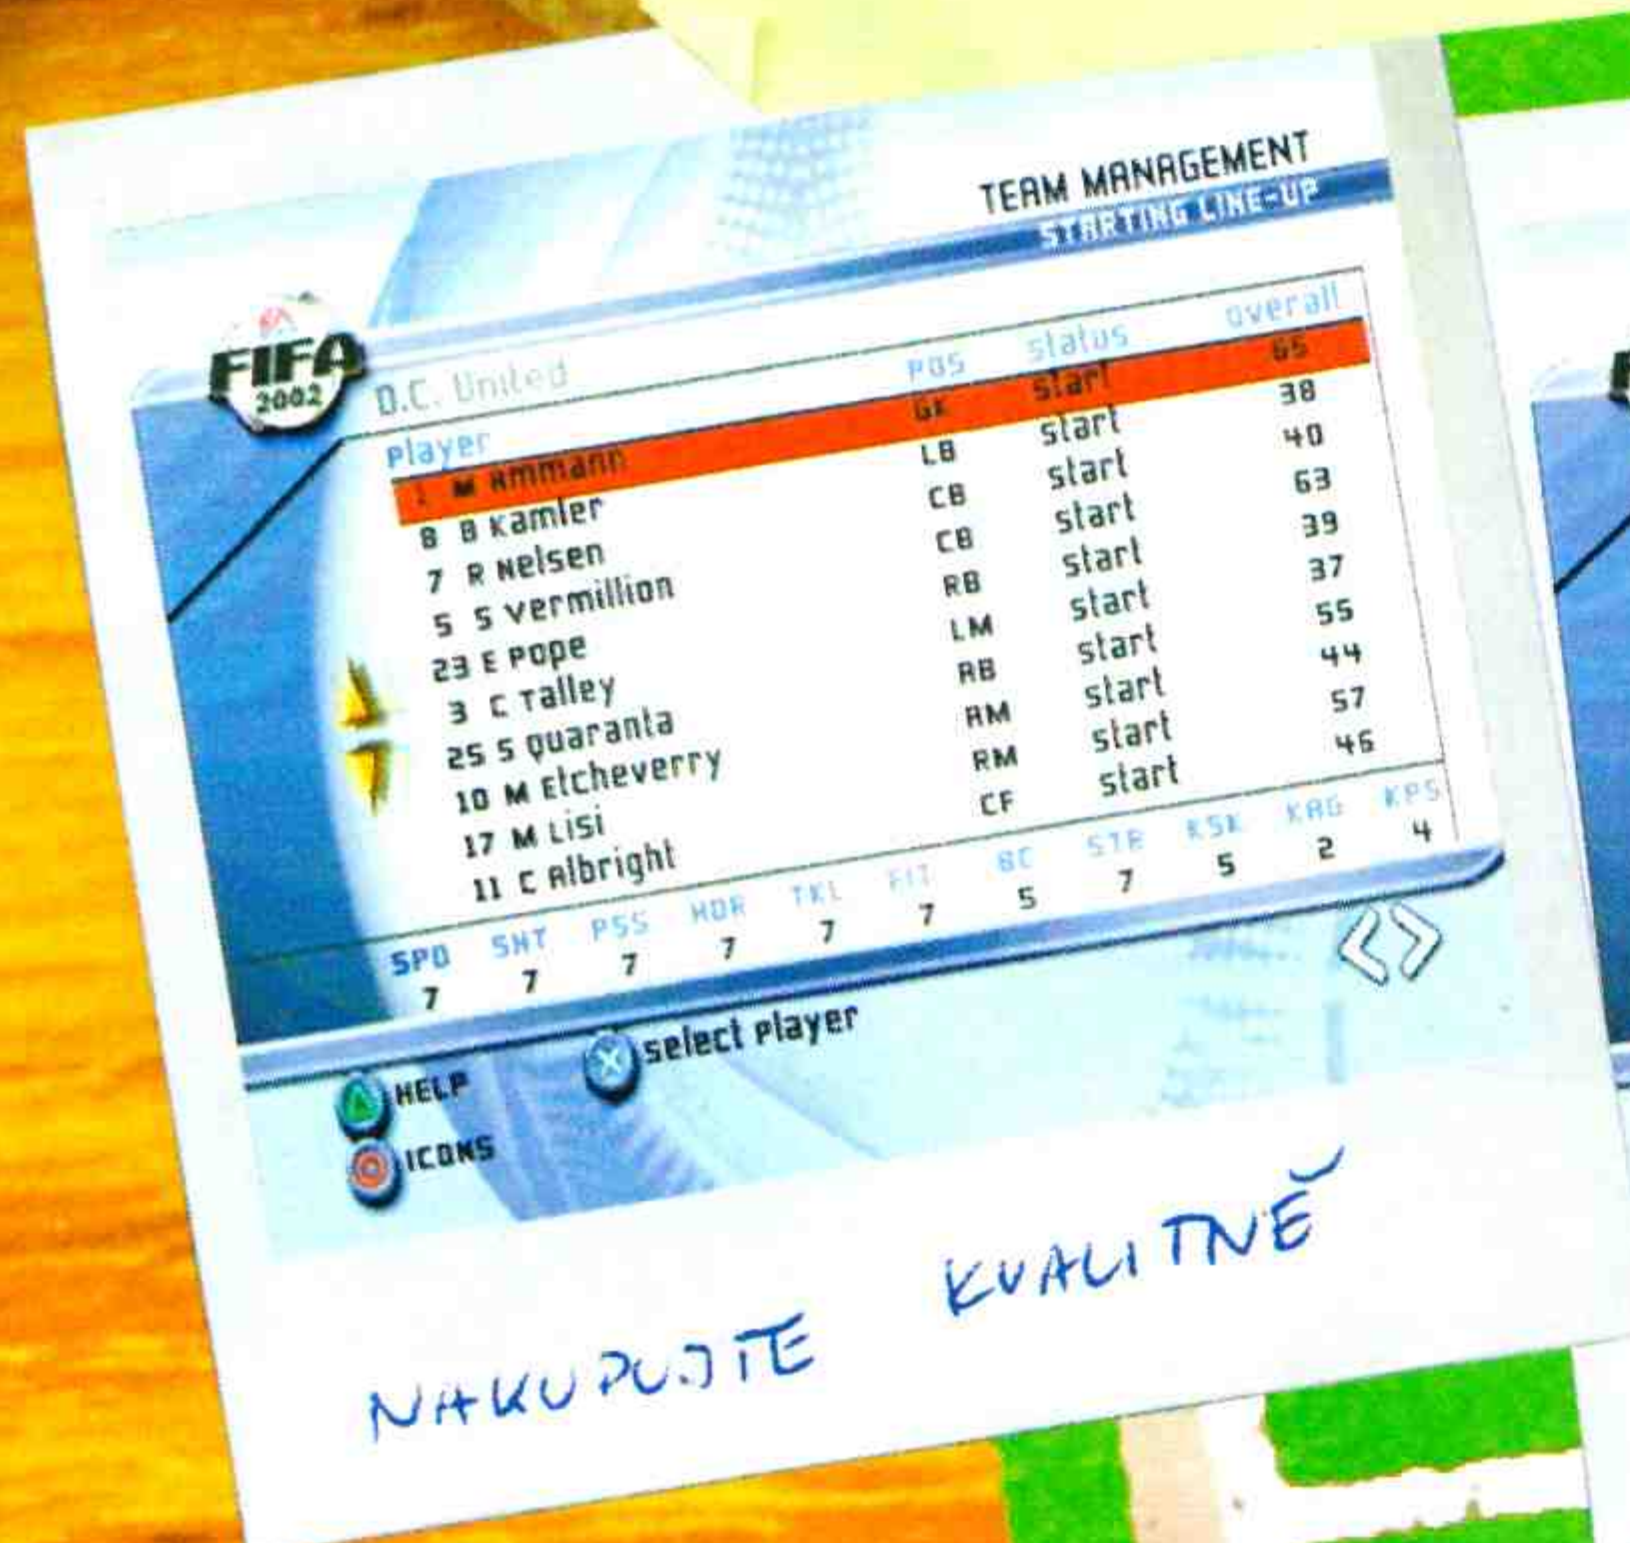 TEAM MANAGEMENT
STARTING LINE-UP
EA
FIFA
2002
D.C. United
Player POS status overall
1 M Ammann GK start 65
8 B Kamler LB start 38
7 R Nelsen CB start 40
5 S Vermillion CB start 63
23 E Pope RB start 39
3 C Talley LM start 37
25 S Quaranta RB start 55
10 M Etcheverry AM start 44
17 M Lisi RM start 57
11 C Albright CF start 46
SPD SHT PSS HDR TKL FIT BC STR KSK KAG KPS
7 7 7 7 7 7 5 7 5 2 4
select Player
HELP
ICONS
NAKUPUJTE KVALITNĚ